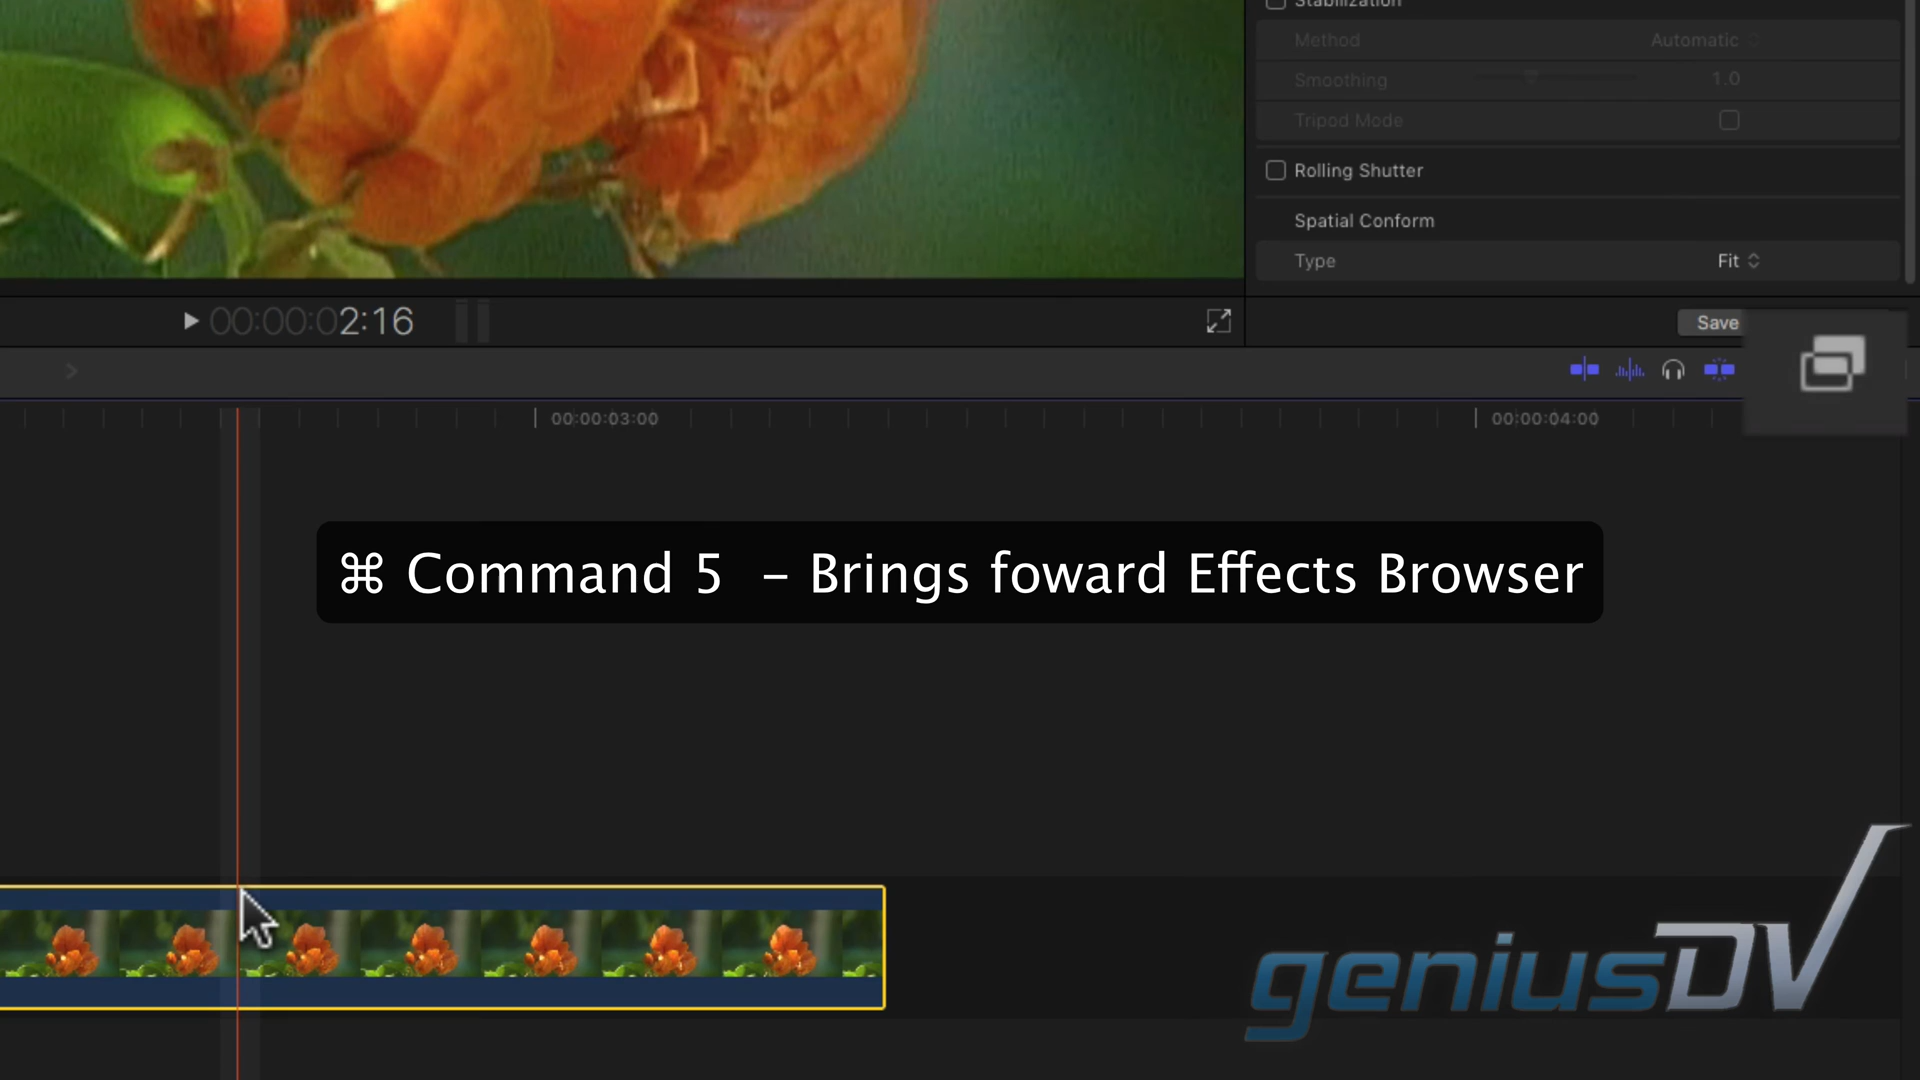 Stabilization
Method Automatic
Smoothing 1.0
Tripod Mode
Rolling Shutter
Spatial Conform
Type Fit
00:00:02:16
Save
00:00:03:00 00:00:04:00
⌘ Command 5 – Brings foward Effects Browser
geniusDV